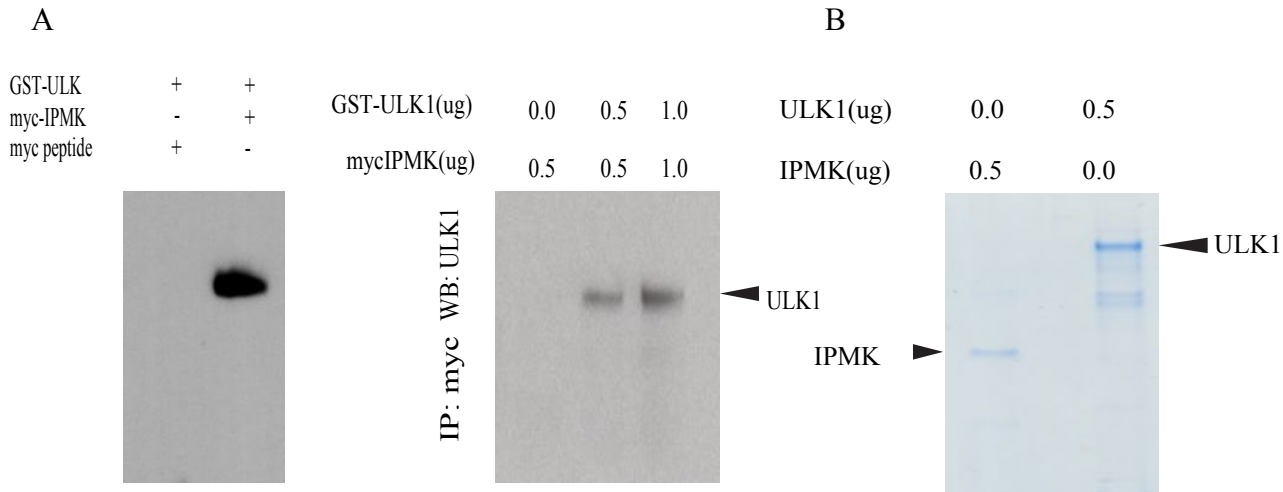 A
GST-ULK + +
myc-IPMK - +
myc peptide + -
GST-ULK1(ug) 0.0 0.5 1.0
mycIPMK(ug) 0.5 0.5 1.0
IP: myc WB: ULK1
ULK1
B
ULK1(ug) 0.0 0.5
IPMK(ug) 0.5 0.0
ULK1
IPMK